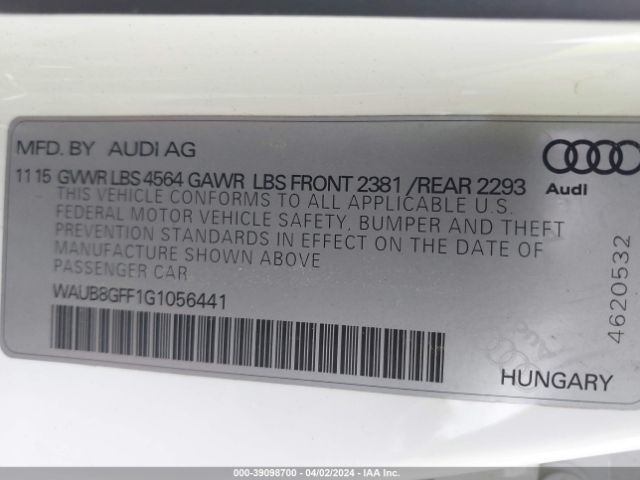 MFD. BY AUDI AG
11 15 GVWR LBS 4564 GAWR LBS FRONT 2381 /REAR 2293
THIS VEHICLE CONFORMS TO ALL APPLICABLE U.S.
FEDERAL MOTOR VEHICLE SAFETY, BUMPER AND THEFT
PREVENTION STANDARDS IN EFFECT ON THE DATE OF
MANUFACTURE SHOWN ABOVE
PASSENGER CAR
WAUB8GFF1G1056441
Audi
4620532
HUNGARY
000-39098700 - 04/02/2024 - IAA Inc.